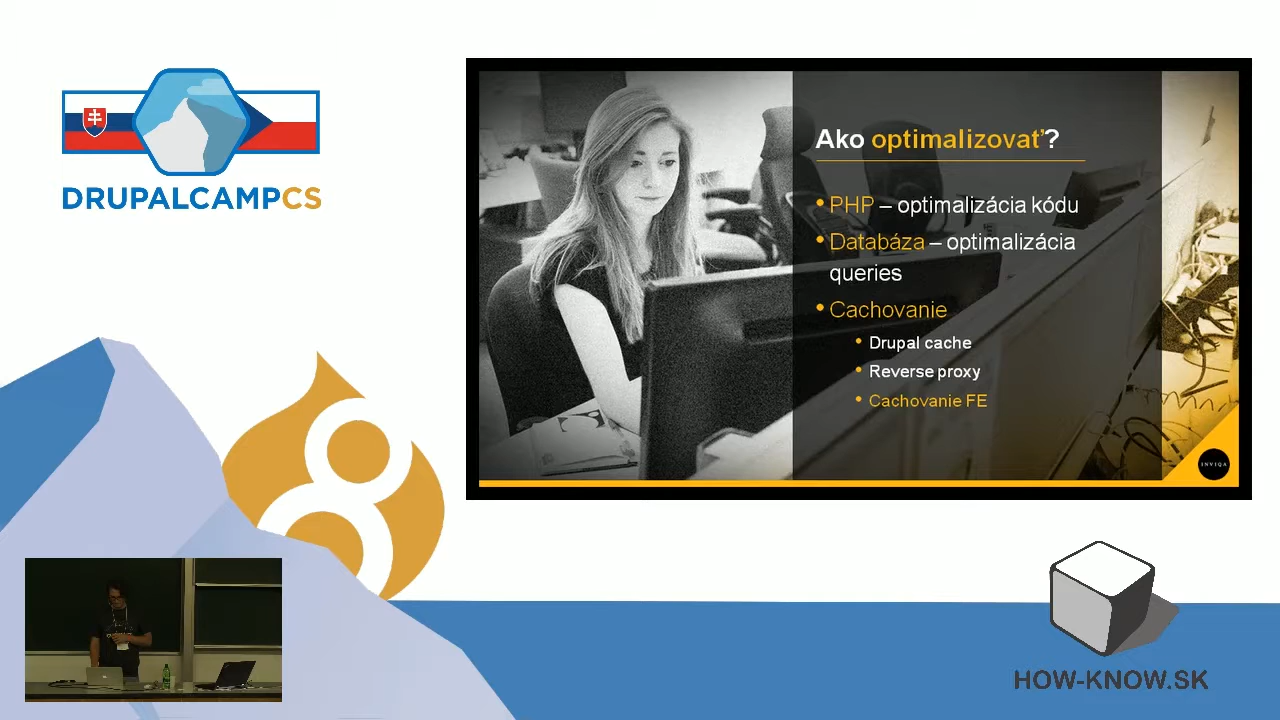 DRUPALCAMPCS
Ako optimalizovať?
PHP – optimalizácia kódu
Databáza – optimalizácia
queries
Cachovanie
Drupal cache
Reverse proxy
Cachovanie FE
INVIQA
HOW-KNOW.SK